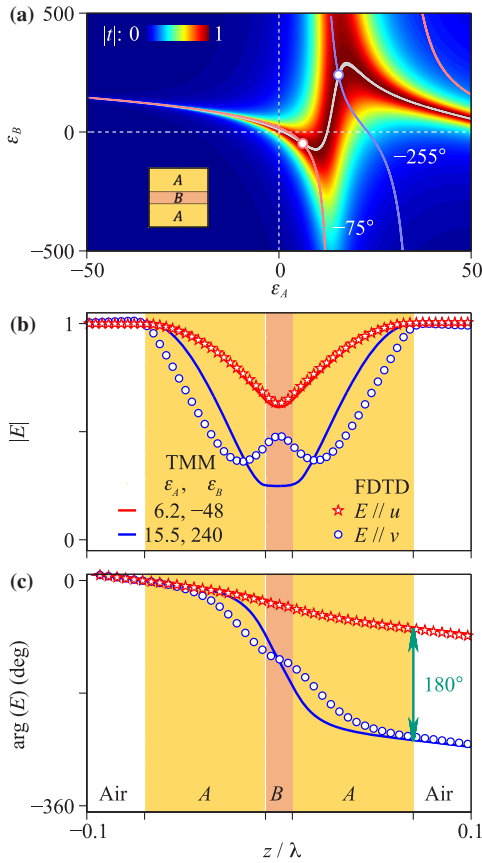 (a)
|t|: 0 1
500
ε_B
0
−500
A
B
A
−255°
−75°
−50 0 50
ε_A
(b)
1
|E|
0
TMM
ε_A, ε_B
6.2, −48
15.5, 240
FDTD
E // u
E // v
(c)
0
arg (E) (deg)
180°
Air A B A Air
−360
−0.1 0.1
z / λ